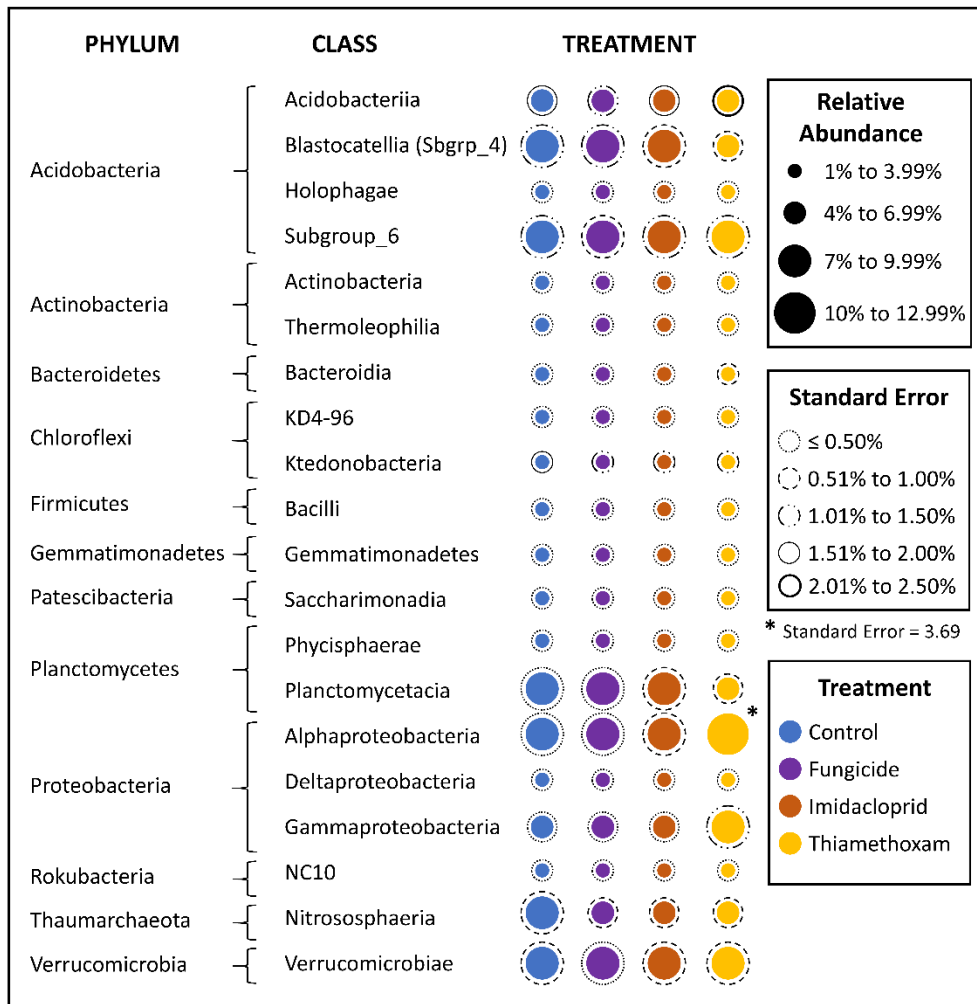 PHYLUM CLASS TREATMENT
Acidobacteria
Acidobacteriia
Blastocatellia (Sbgrp_4)
Holophagae
Subgroup_6
Actinobacteria
Actinobacteria
Thermoleophilia
Bacteroidetes
Bacteroidia
Chloroflexi
KD4-96
Ktedonobacteria
Firmicutes
Bacilli
Gemmatimonadetes
Gemmatimonadetes
Patescibacteria
Saccharimonadia
Planctomycetes
Phycisphaerae
Planctomycetacia
Proteobacteria
Alphaproteobacteria
*
Deltaproteobacteria
Gammaproteobacteria
Rokubacteria
NC10
Thaumarchaeota
Nitrososphaeria
Verrucomicrobia
Verrucomicrobiae
Relative
Abundance
1% to 3.99%
4% to 6.99%
7% to 9.99%
10% to 12.99%
Standard Error
≤ 0.50%
0.51% to 1.00%
1.01% to 1.50%
1.51% to 2.00%
2.01% to 2.50%
* Standard Error = 3.69
Treatment
Control
Fungicide
Imidacloprid
Thiamethoxam